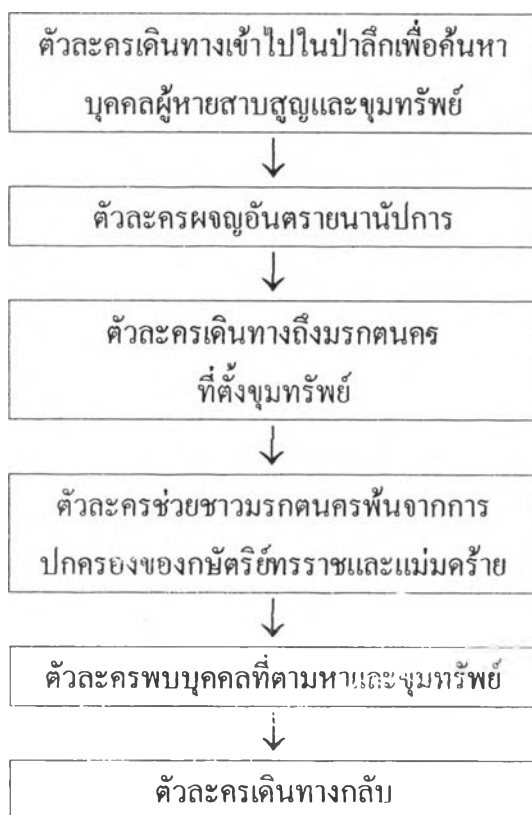 ตัวละครเดินทางเข้าไปในป่าลึกเพื่อค้นหา
บุคคลผู้หายสาบสูญและขุมทรัพย์
ตัวละครผจญอันตรายนานัปการ
ตัวละครเดินทางถึงมรกตนคร
ที่ตั้งขุมทรัพย์
ตัวละครช่วยชาวมรกตนครพ้นจากการ
ปกครองของกษัตริย์ทรราชและแม่มดร้าย
ตัวละครพบบุคคลที่ตามหาและขุมทรัพย์
ตัวละครเดินทางกลับ